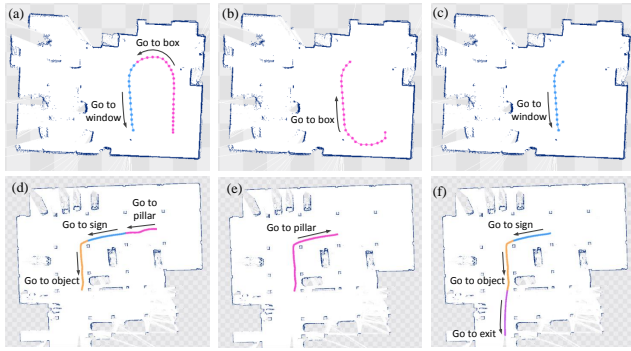 (a)
Go to box
Go to
window
(b)
Go to box
(c)
Go to
window
(d)
Go to
pillar
Go to sign
Go to object
(e)
Go to pillar
(f)
Go to sign
Go to object
Go to exit